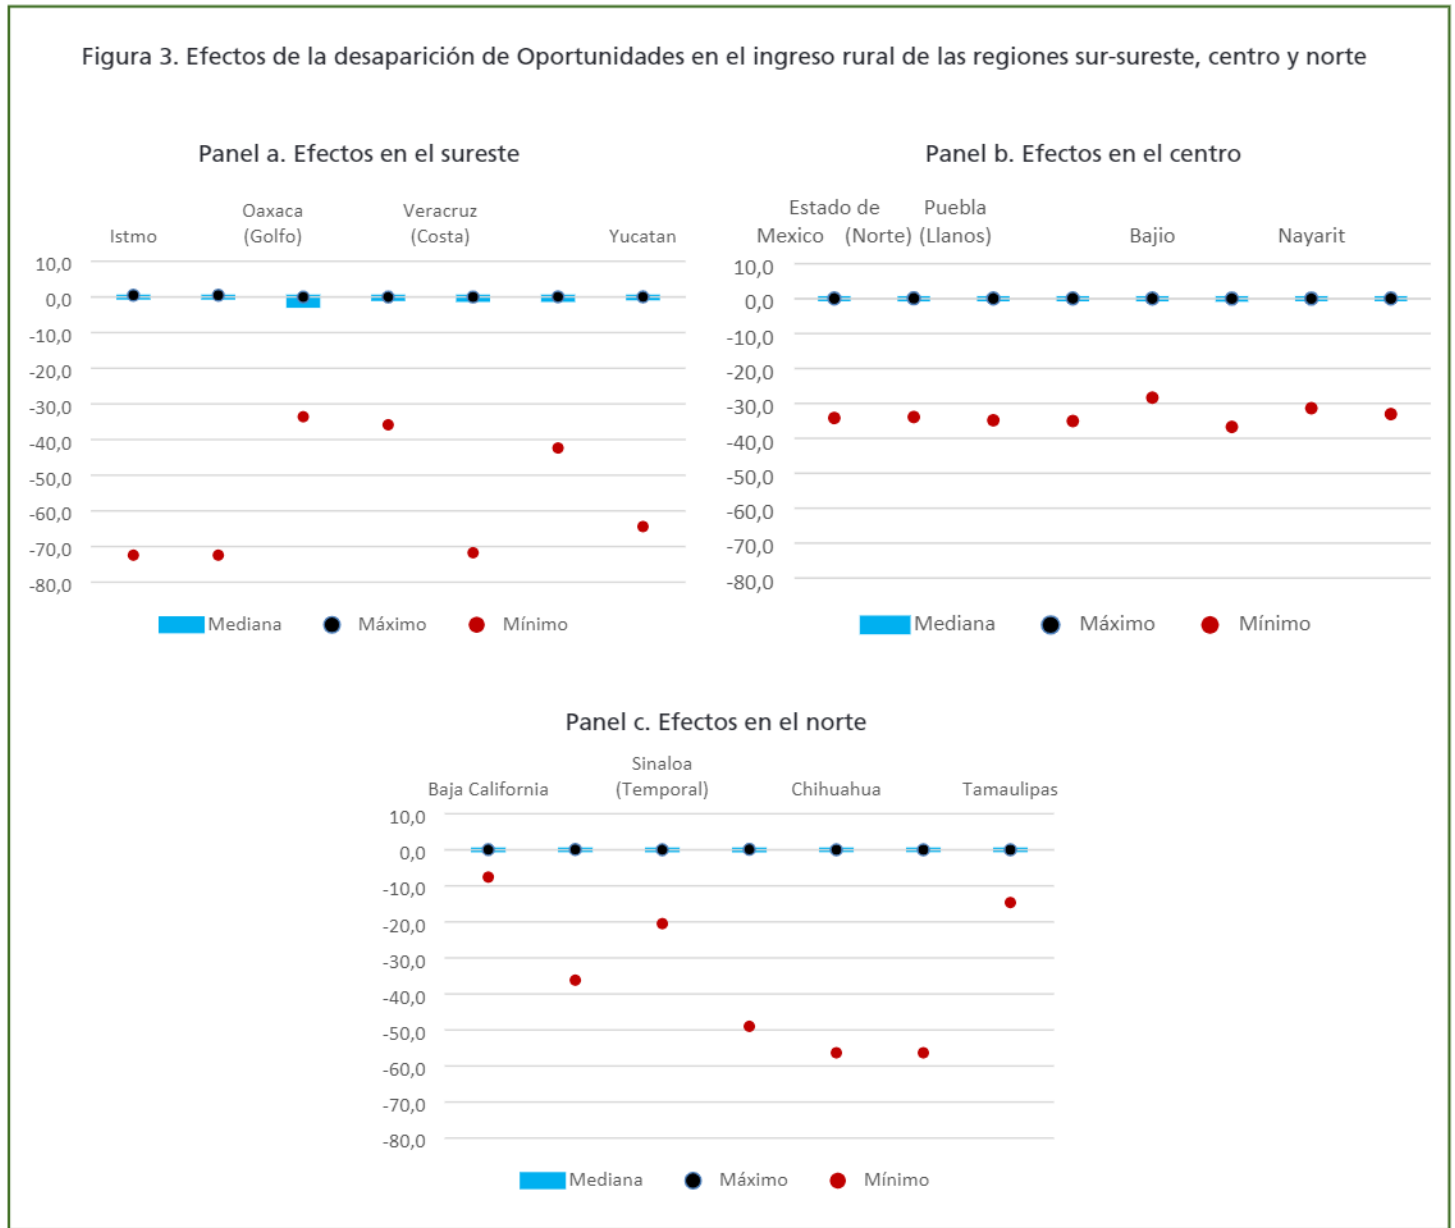 Figura 3. Efectos de la desaparición de Oportunidades en el ingreso rural de las regiones sur-sureste, centro y norte
Panel a. Efectos en el sureste
Oaxaca Veracruz
Istmo (Golfo) (Costa) Yucatan
10,0
0,0
-10,0
-20,0
-30,0
-40,0
-50,0
-60,0
-70,0
-80,0
Mediana Máximo Mínimo
Panel b. Efectos en el centro
Estado de Puebla
Mexico (Norte) (Llanos) Bajio Nayarit
10,0
0,0
-10,0
-20,0
-30,0
-40,0
-50,0
-60,0
-70,0
-80,0
Mediana Máximo Mínimo
Panel c. Efectos en el norte
Sinaloa
Baja California (Temporal) Chihuahua Tamaulipas
10,0
0,0
-10,0
-20,0
-30,0
-40,0
-50,0
-60,0
-70,0
-80,0
Mediana Máximo Mínimo